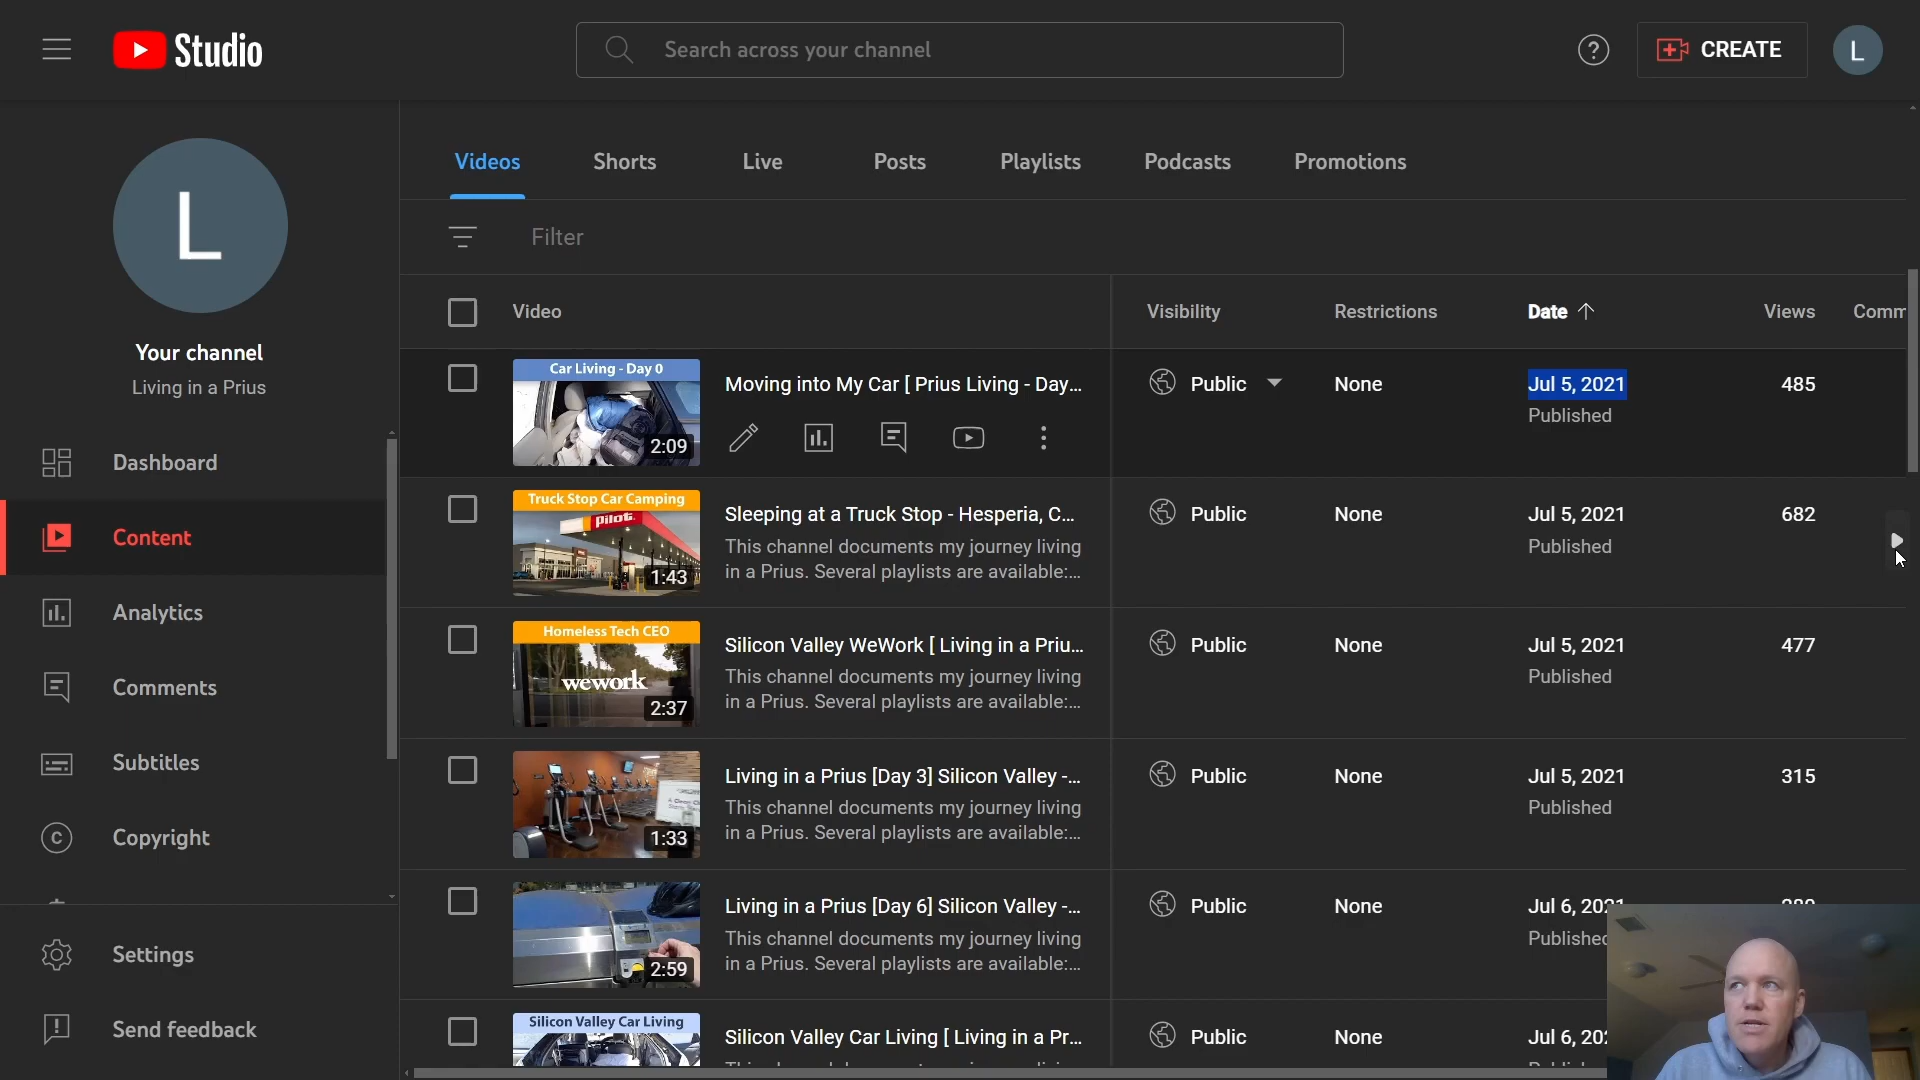 Studio
Search across your channel
?
CREATE
L
L
Your channel
Living in a Prius
Dashboard
Content
Analytics
Comments
Subtitles
Copyright
Settings
Send feedback
Videos
Shorts
Live
Posts
Playlists
Podcasts
Promotions
Filter
Video
Visibility
Restrictions
Date
Views
Comm
Car Living - Day 0
2:09
Moving into My Car [ Prius Living - Day...
Public
None
Jul 5, 2021
Published
485
Truck Stop Car Camping
Pilot.
1:43
Sleeping at a Truck Stop - Hesperia, C...
This channel documents my journey living
in a Prius. Several playlists are available:...
Public
None
Jul 5, 2021
Published
682
Homeless Tech CEO
wework
2:37
Silicon Valley WeWork [ Living in a Priu...
This channel documents my journey living
in a Prius. Several playlists are available:...
Public
None
Jul 5, 2021
Published
477
1:33
Living in a Prius [Day 3] Silicon Valley -...
This channel documents my journey living
in a Prius. Several playlists are available:...
Public
None
Jul 5, 2021
Published
315
2:59
Living in a Prius [Day 6] Silicon Valley -...
This channel documents my journey living
in a Prius. Several playlists are available:...
Public
None
Jul 6, 2021
Published
Silicon Valley Car Living
Silicon Valley Car Living [ Living in a Pr...
Public
None
Jul 6, 202